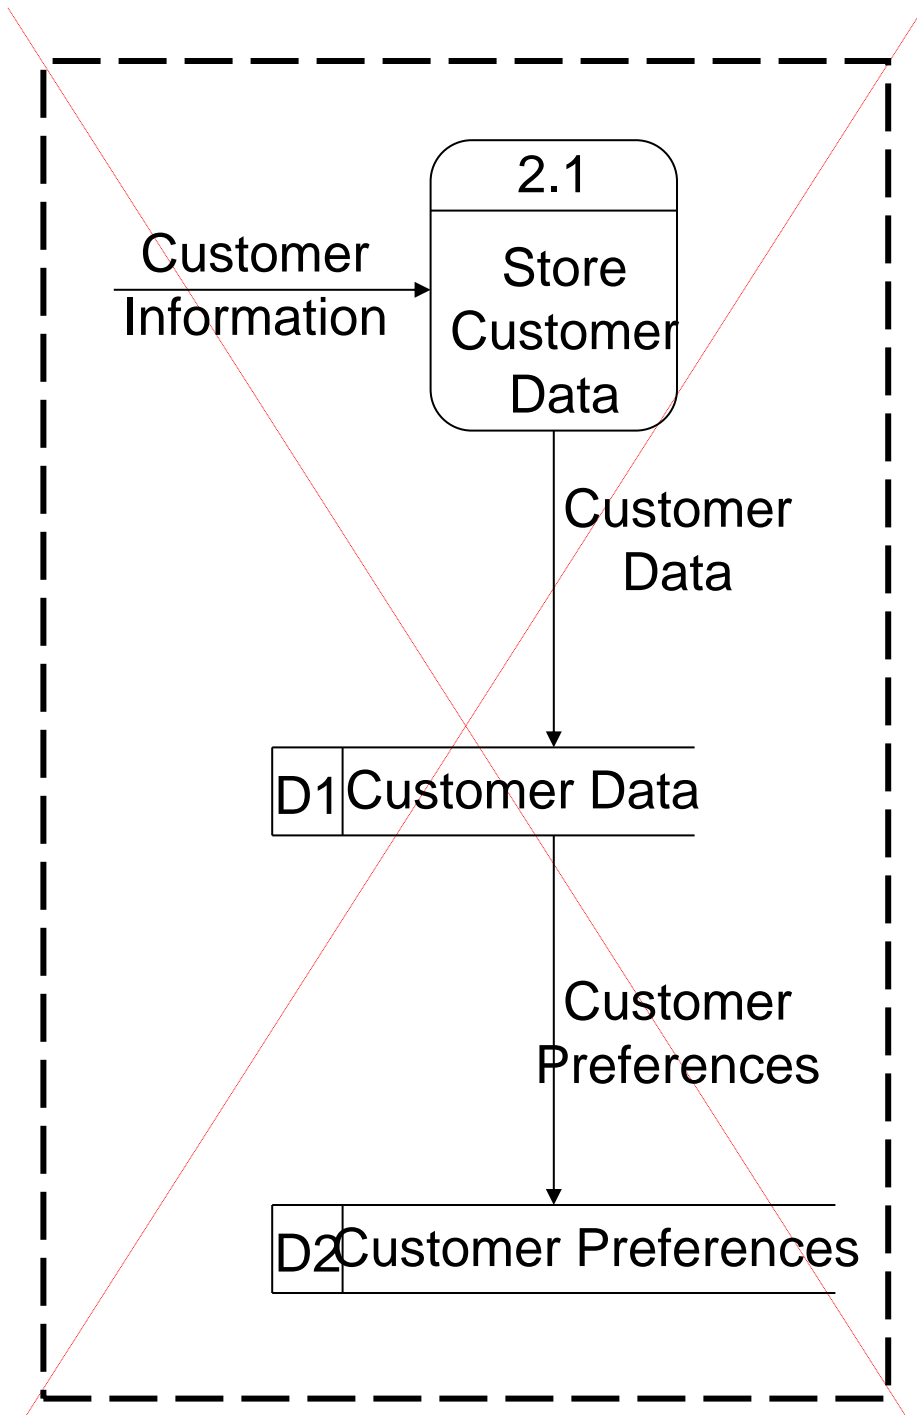 2.1
Customer
Information
Store
Customer
Data
Customer
Data
D1
Customer Data
Customer
Preferences
D2
Customer Preferences